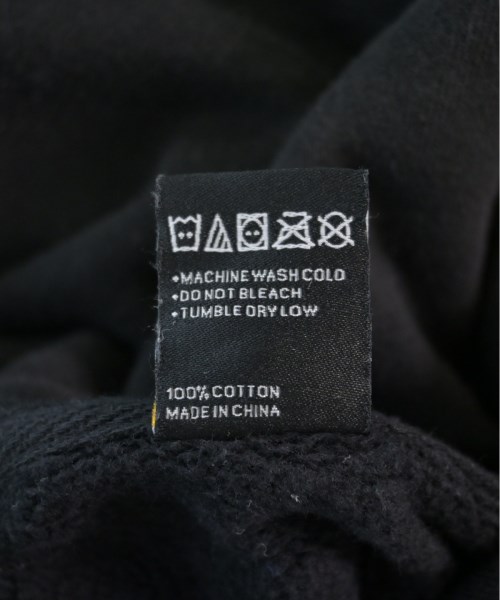 •MACHINE WASH COLD
•DO NOT BLEACH
•TUMBLE DRY LOW
100% COTTON
MADE IN CHINA